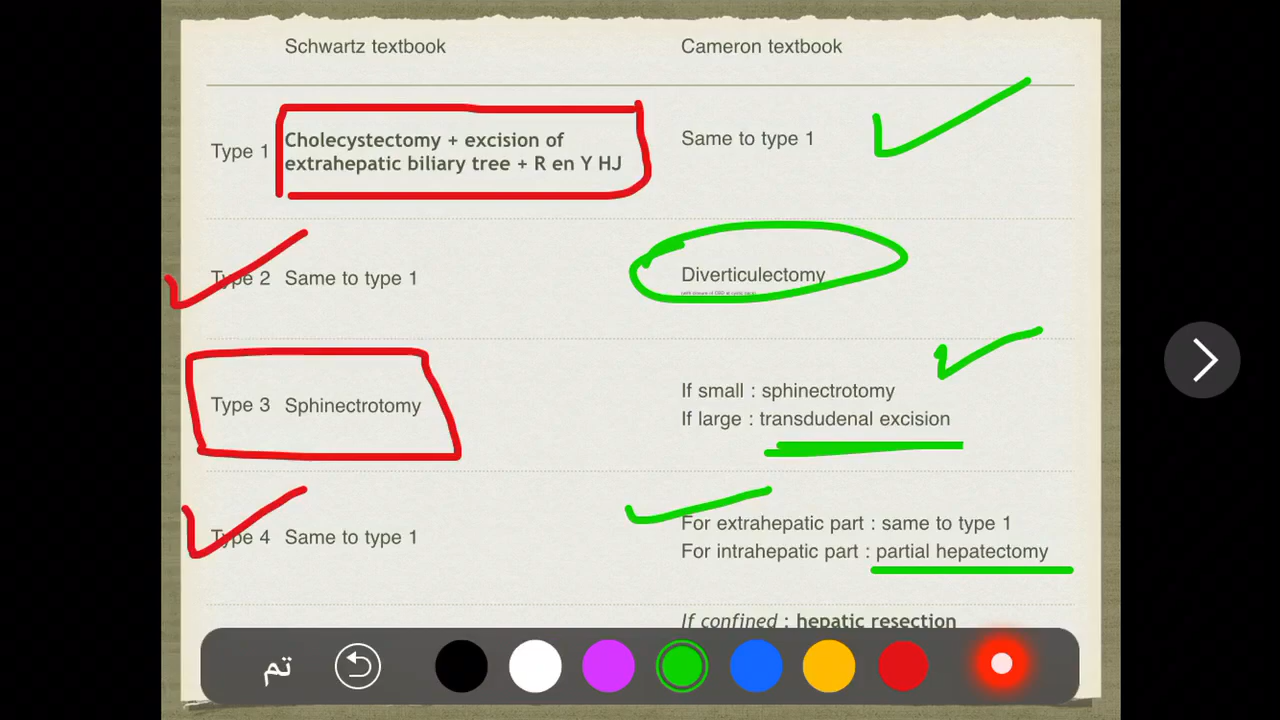 Schwartz textbook
Cameron textbook
Type 1
Cholecystectomy + excision of
extrahepatic biliary tree + R en Y HJ
Same to type 1
Type 2
Same to type 1
Diverticulectomy
Type 3
Sphinectrotomy
If small : sphinectrotomy
If large : transdudenal excision
Type 4
Same to type 1
For extrahepatic part : same to type 1
For intrahepatic part : partial hepatectomy
If confined : hepatic resection
تم